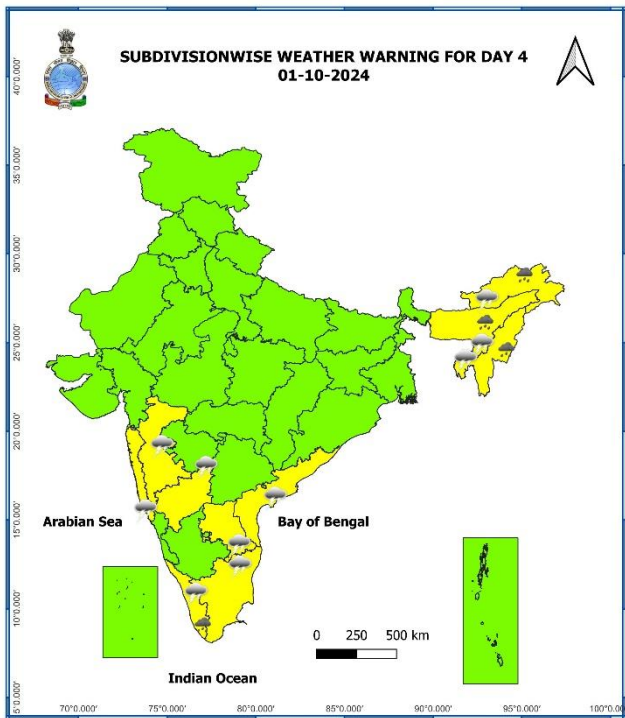 SUBDIVISIONWISE WEATHER WARNING FOR DAY 4
01-10-2024
40°0.000'
35°0.000'
30°0.000'
25°0.000'
20°0.000'
15°0.000'
10°0.000'
5°0.000'
Arabian Sea
Bay of Bengal
0 250 500 km
Indian Ocean
70°0.000' 75°0.000' 80°0.000' 85°0.000' 90°0.000' 95°0.000' 100°0.000'